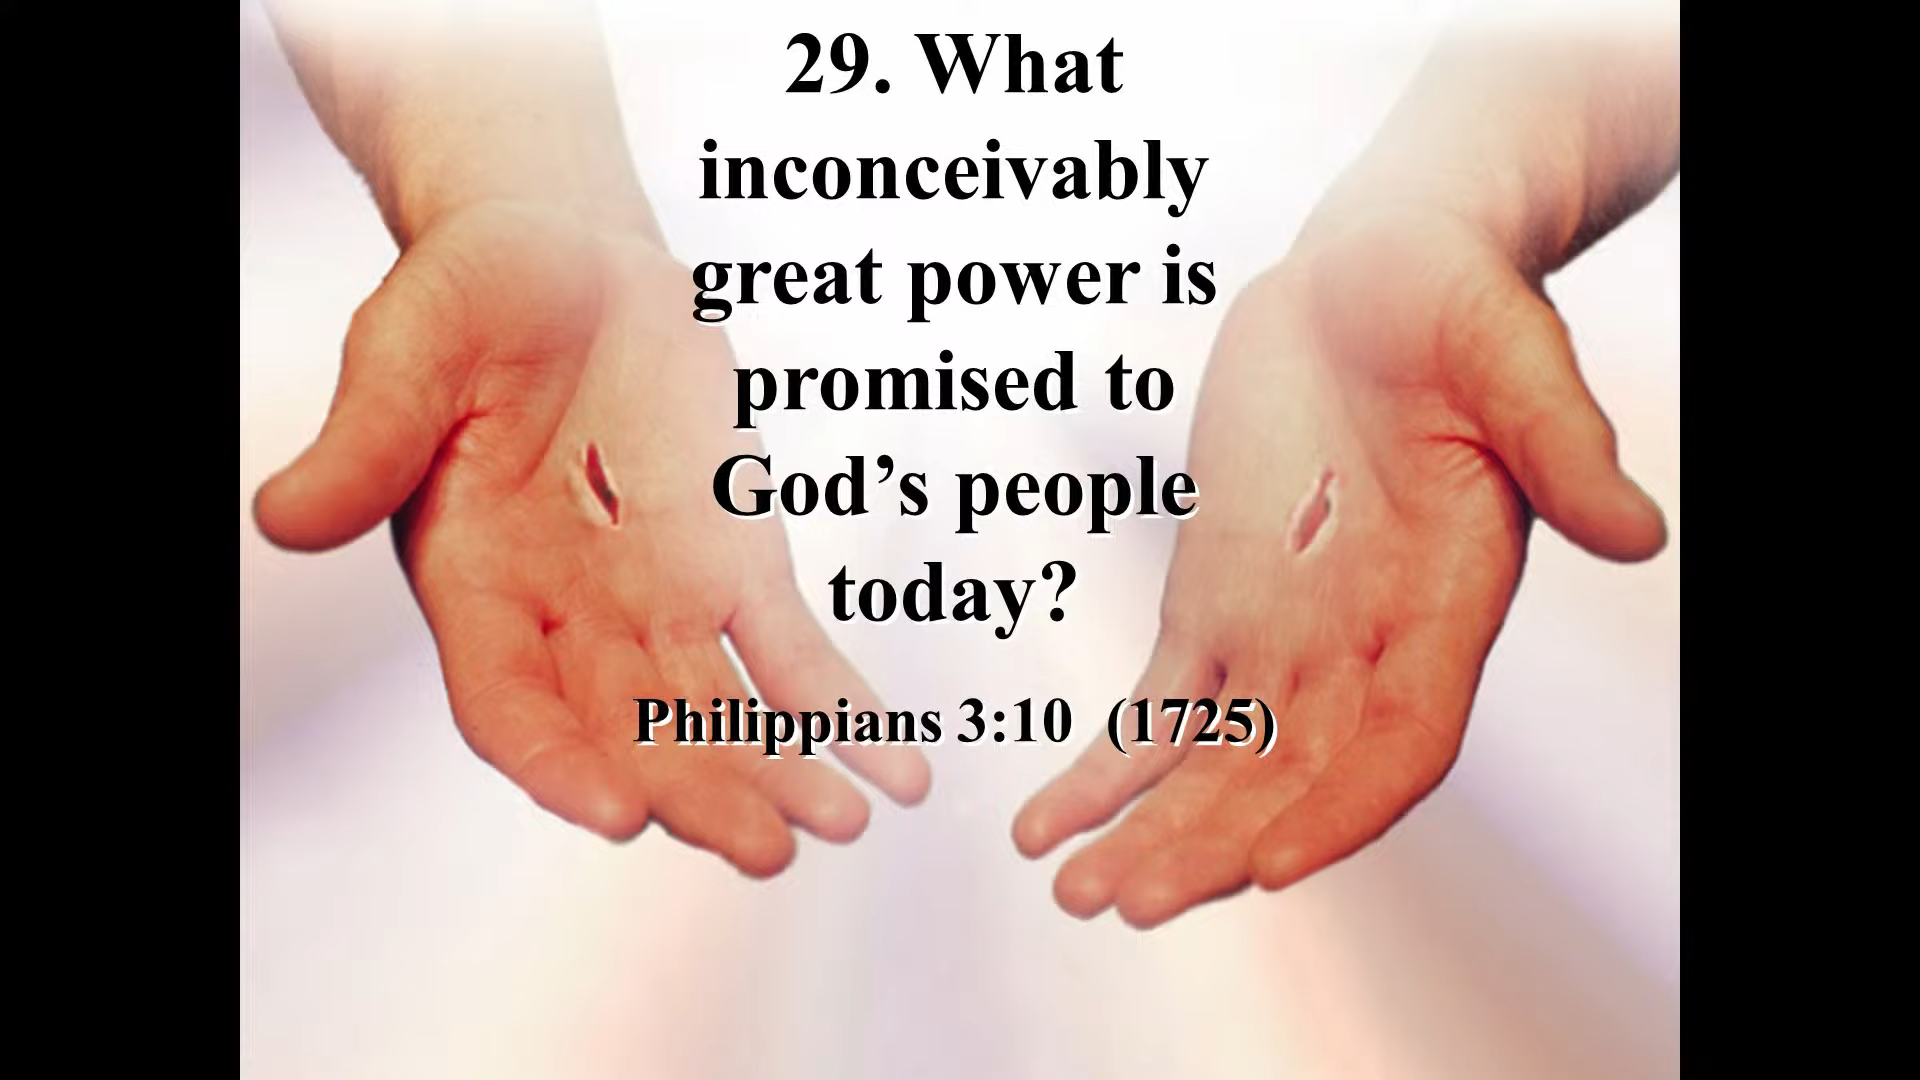 29. What
inconceivably
great power is
promised to
God’s people
today?
Philippians 3:10 (1725)